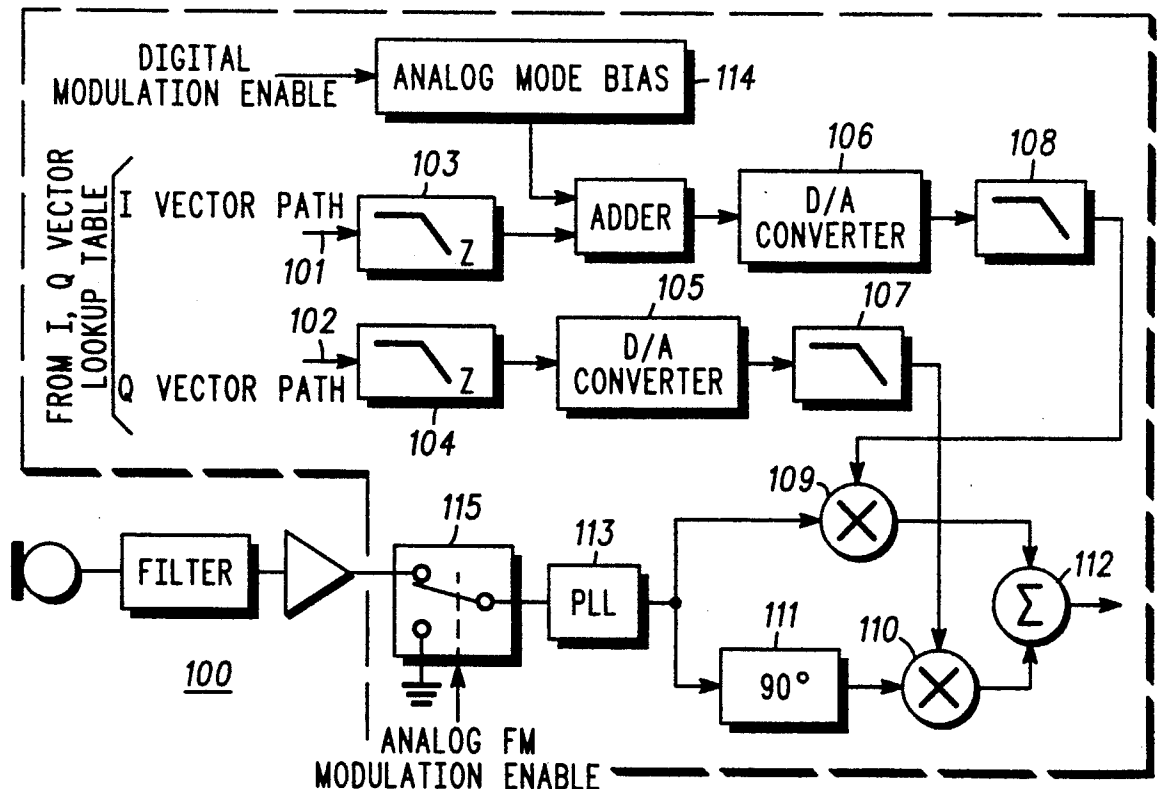 DIGITAL
MODULATION ENABLE
ANALOG MODE BIAS
114
FROM I, Q VECTOR
LOOKUP TABLE
I VECTOR PATH
101
103
Z
ADDER
106
D/A
CONVERTER
108
102
Q VECTOR PATH
104
Z
105
D/A
CONVERTER
107
109
100
FILTER
115
113
PLL
111
90°
110
Σ
112
ANALOG FM
MODULATION ENABLE